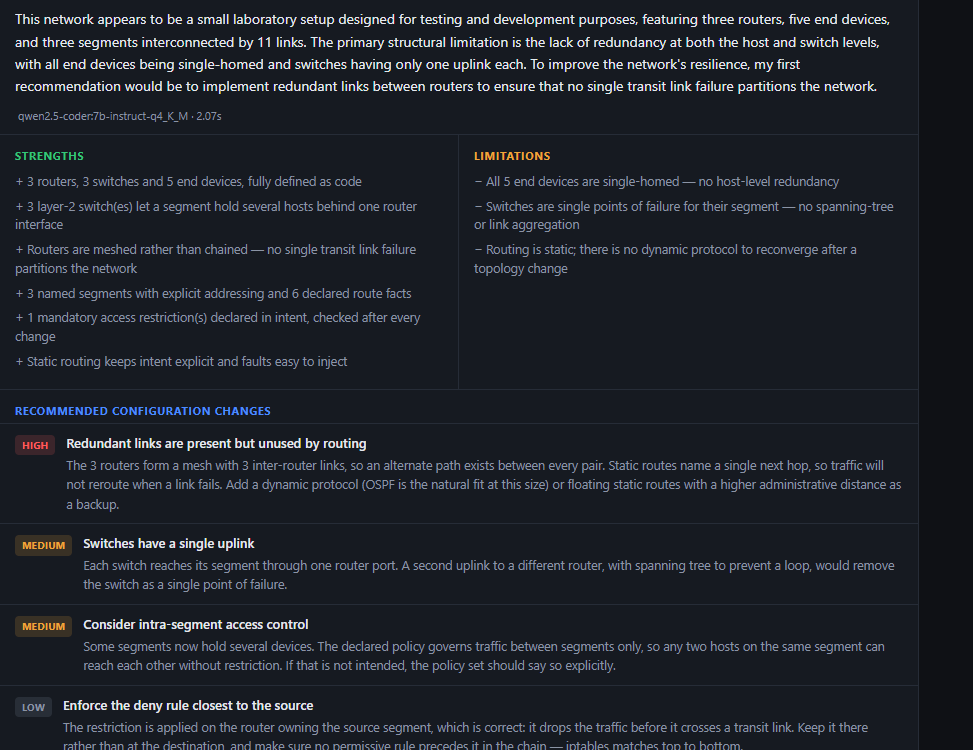 This network appears to be a small laboratory setup designed for testing and development purposes, featuring three routers, five end devices,
and three segments interconnected by 11 links. The primary structural limitation is the lack of redundancy at both the host and switch levels,
with all end devices being single-homed and switches having only one uplink each. To improve the network's resilience, my first
recommendation would be to implement redundant links between routers to ensure that no single transit link failure partitions the network.
qwen2.5-coder:7b-instruct-q4_K_M · 2.07s
STRENGTHS
+ 3 routers, 3 switches and 5 end devices, fully defined as code
+ 3 layer-2 switch(es) let a segment hold several hosts behind one router
interface
+ Routers are meshed rather than chained — no single transit link failure
partitions the network
+ 3 named segments with explicit addressing and 6 declared route facts
+ 1 mandatory access restriction(s) declared in intent, checked after every
change
+ Static routing keeps intent explicit and faults easy to inject
LIMITATIONS
− All 5 end devices are single-homed — no host-level redundancy
− Switches are single points of failure for their segment — no spanning-tree
or link aggregation
− Routing is static; there is no dynamic protocol to reconverge after a
topology change
RECOMMENDED CONFIGURATION CHANGES
HIGH Redundant links are present but unused by routing
The 3 routers form a mesh with 3 inter-router links, so an alternate path exists between every pair. Static routes name a single next hop, so traffic will
not reroute when a link fails. Add a dynamic protocol (OSPF is the natural fit at this size) or floating static routes with a higher administrative distance as
a backup.
MEDIUM Switches have a single uplink
Each switch reaches its segment through one router port. A second uplink to a different router, with spanning tree to prevent a loop, would remove
the switch as a single point of failure.
MEDIUM Consider intra-segment access control
Some segments now hold several devices. The declared policy governs traffic between segments only, so any two hosts on the same segment can
reach each other without restriction. If that is not intended, the policy set should say so explicitly.
LOW Enforce the deny rule closest to the source
The restriction is applied on the router owning the source segment, which is correct: it drops the traffic before it crosses a transit link. Keep it there
rather than at the destination, and make sure no permissive rule precedes it in the chain — iptables matches top to bottom.